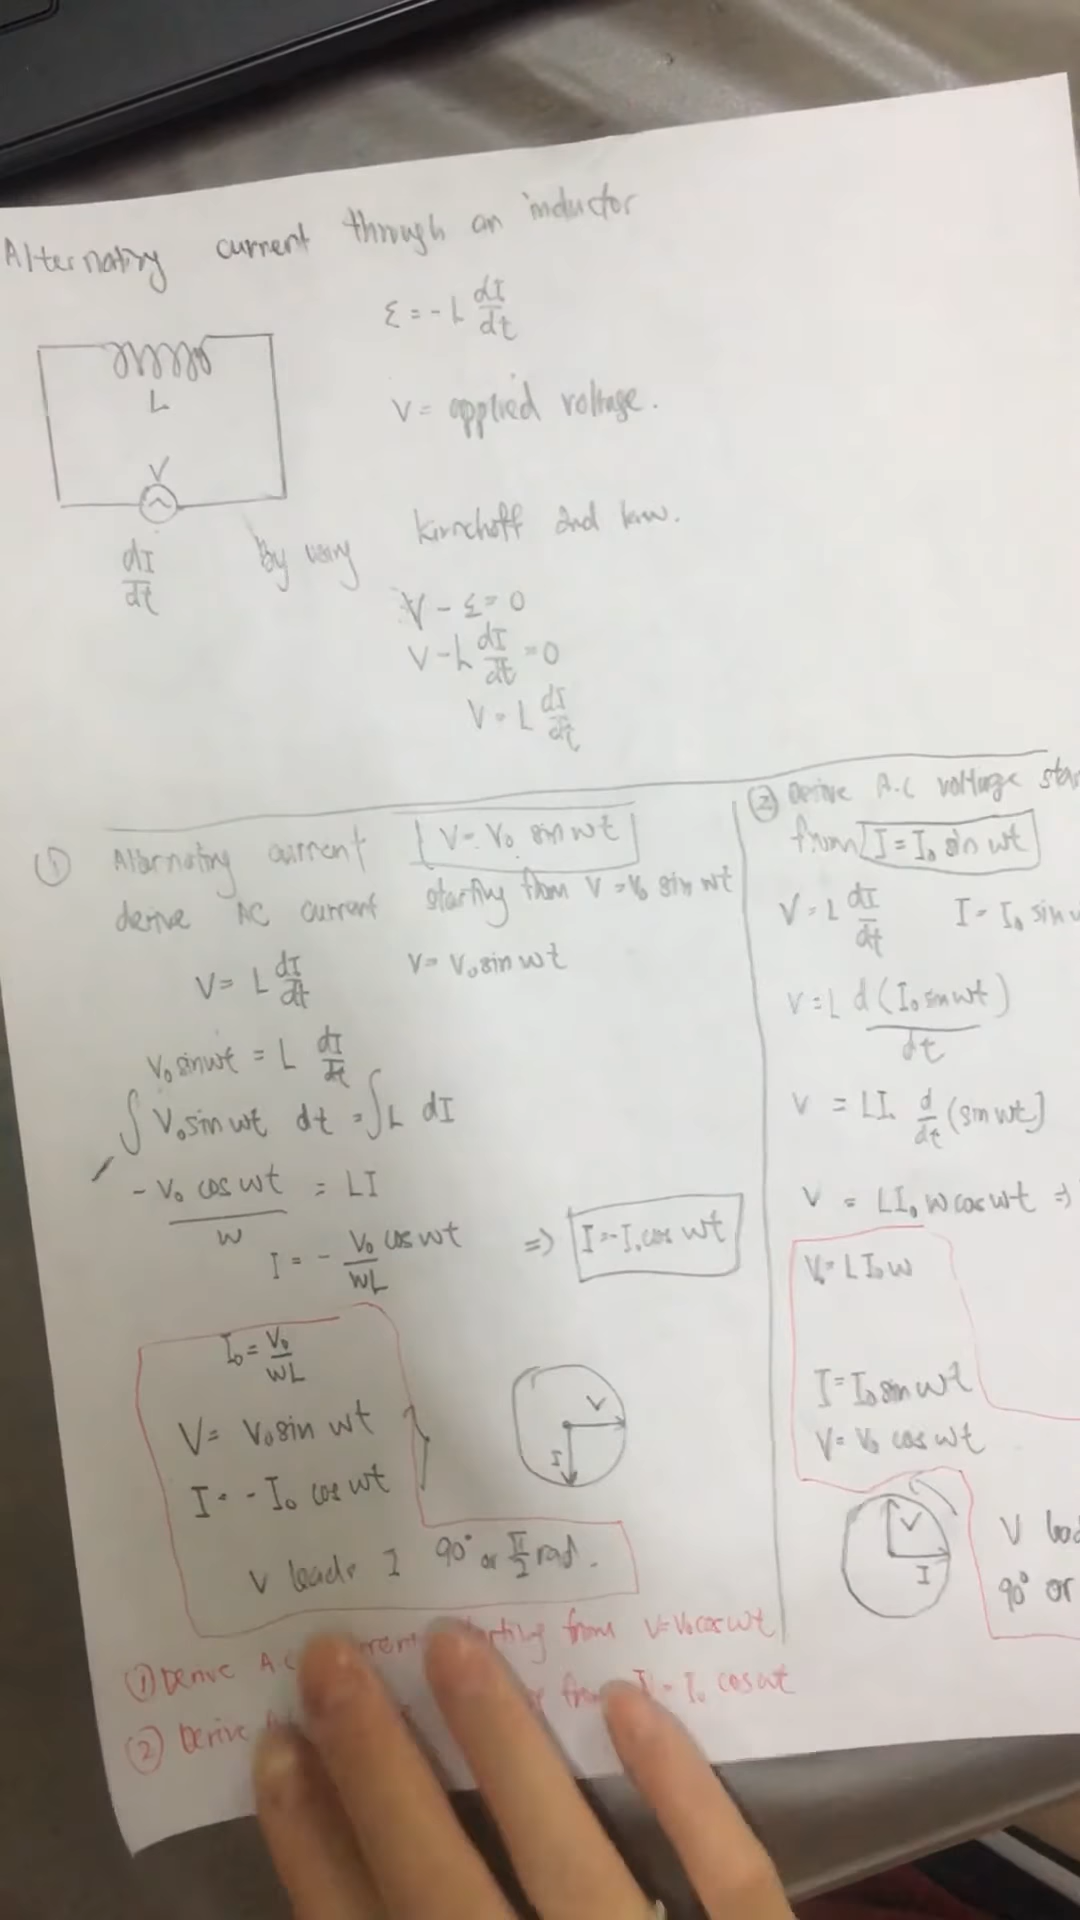 Alternating current through an inductor
ε = -L dI/dt
L
V = applied voltage.
V
dI/dt
By using Kirrchoff 2nd law.
V - ε = 0
V - L dI/dt = 0
V = L dI/dt
① Alternating current V = V₀ sin wt
derive AC current starting from V = V₀ sin wt
V = L dI/dt V = V₀ sin wt
V₀ sin wt = L dI/dt
∫ V₀ sin wt dt = ∫ L dI
- V₀ cos wt / w = LI
I = - V₀ cos wt / wL => I = -I₀ cos wt
I₀ = V₀/wL
V = V₀ sin wt
I = - I₀ cos wt
V
I
V leads I 90° or π/2 rad.
② Derive A.C voltage
from I = I₀ sin wt
V = L dI/dt I = I₀ sin
V = L d(I₀ sin wt)/dt
V = LI₀ d/dt (sin wt)
V = LI₀ w cos wt =>
V₀ = LI₀w
I = I₀ sin wt
V = V₀ cos wt
V
I
V
90° or
① Derive A.C from V = V₀ cos wt
② Derive from I = I₀ cos wt